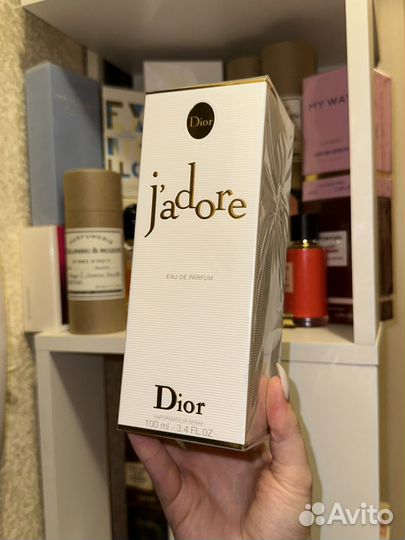 Dior
j'adore
EAU DE PARFUM
Dior
VAPORISATEUR SPRAY
100 ml - 3.4 FL. OZ
MY WAY
Avito